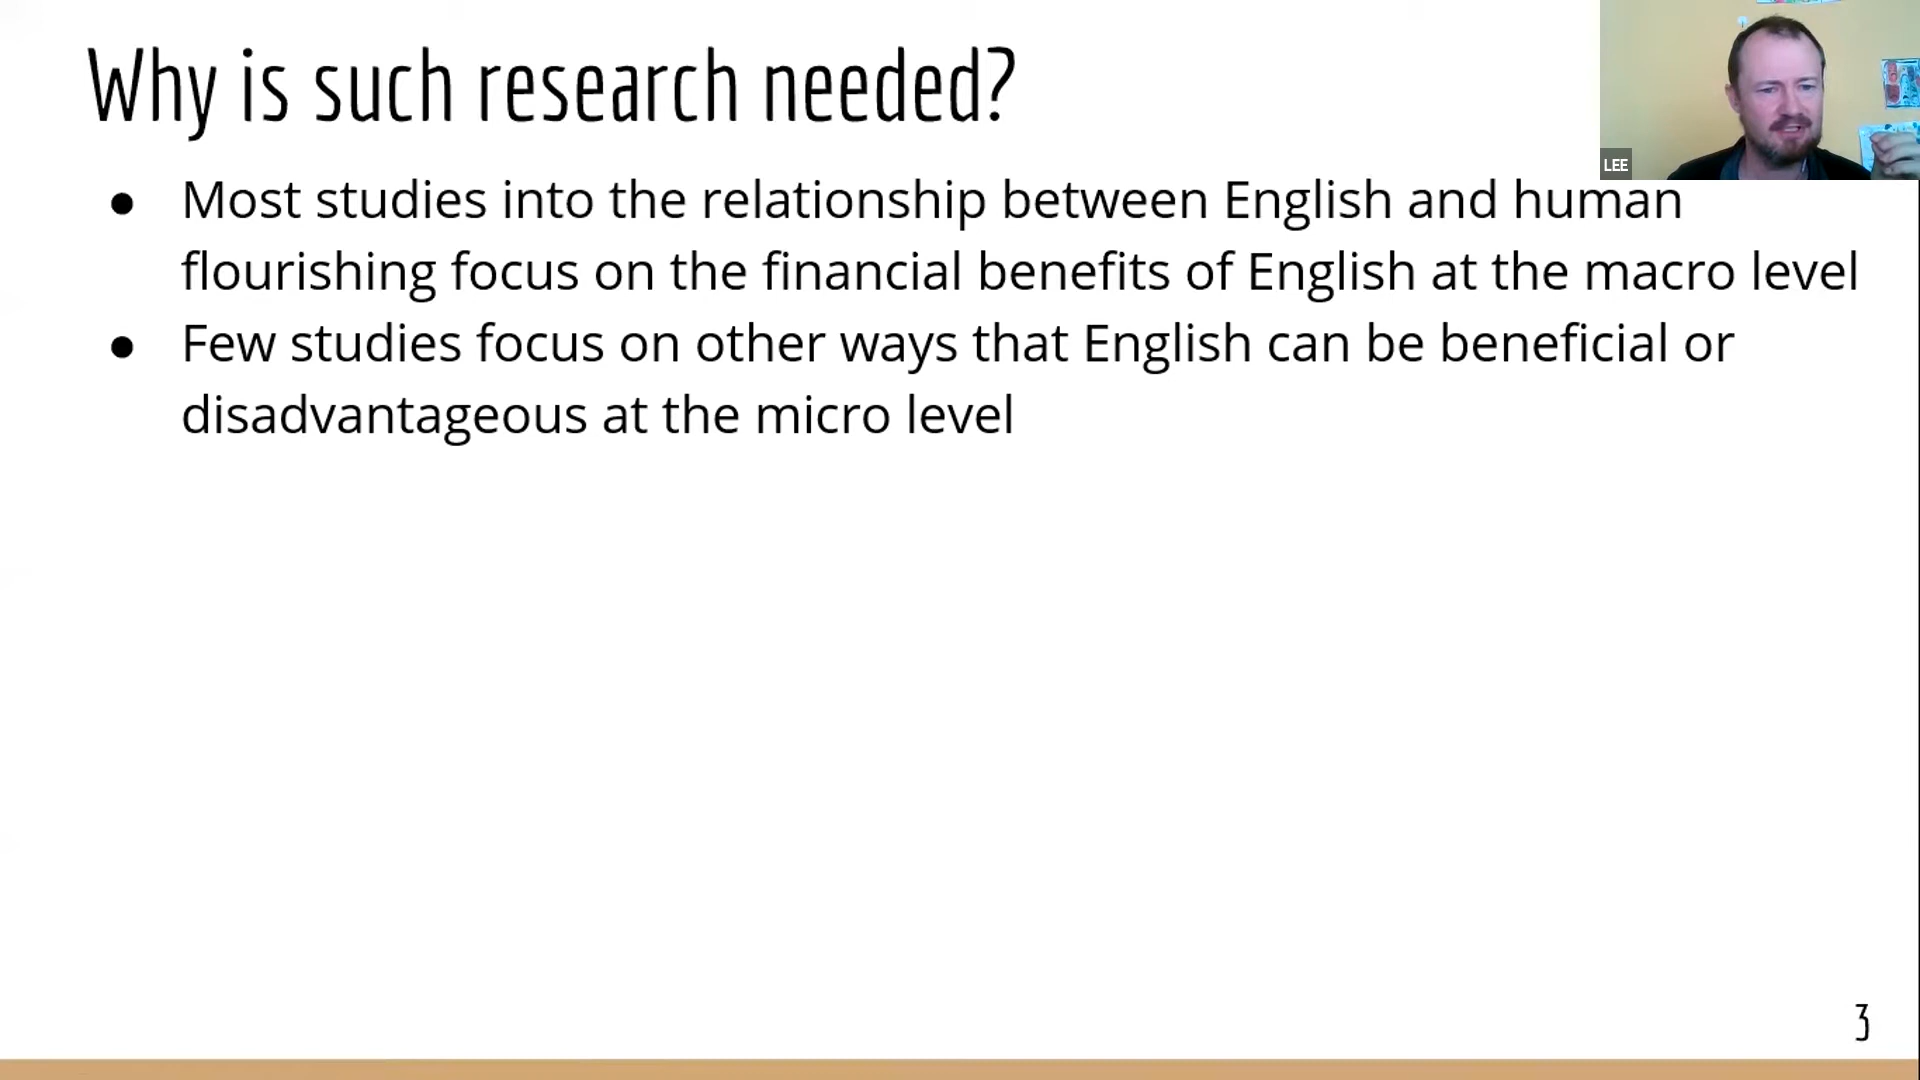 Why is such research needed?
LEE
● Most studies into the relationship between English and human
flourishing focus on the financial benefits of English at the macro level
● Few studies focus on other ways that English can be beneficial or
disadvantageous at the micro level
3